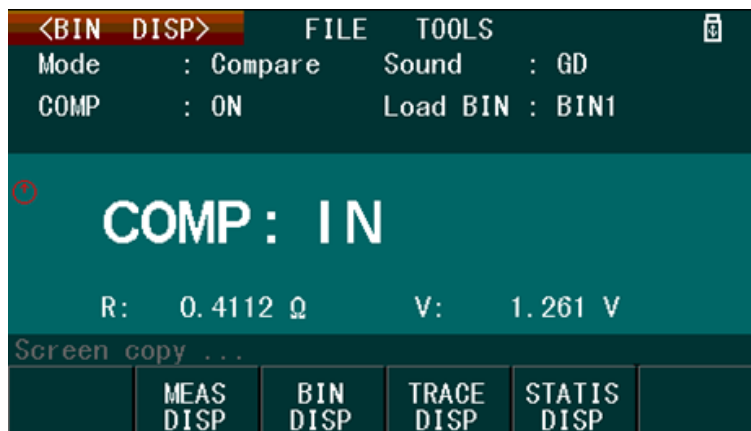 <BIN DISP> FILE TOOLS
Mode : Compare Sound : GD
COMP : ON Load BIN : BIN1
COMP: IN
R: 0.4112 Ω V: 1.261 V
Screen copy ...
MEAS DISP BIN DISP TRACE DISP STATIS DISP